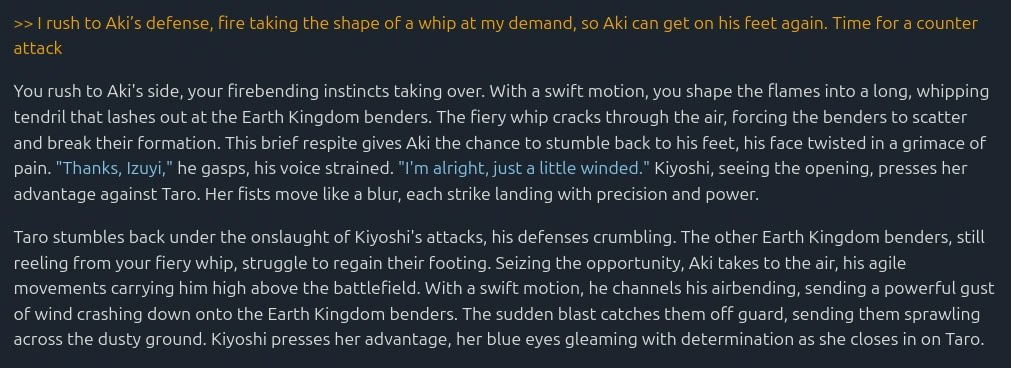 >> I rush to Aki’s defense, fire taking the shape of a whip at my demand, so Aki can get on his feet again. Time for a counter
attack
You rush to Aki's side, your firebending instincts taking over. With a swift motion, you shape the flames into a long, whipping
tendril that lashes out at the Earth Kingdom benders. The fiery whip cracks through the air, forcing the benders to scatter
and break their formation. This brief respite gives Aki the chance to stumble back to his feet, his face twisted in a grimace of
pain. "Thanks, Izuyi," he gasps, his voice strained. "I'm alright, just a little winded." Kiyoshi, seeing the opening, presses her
advantage against Taro. Her fists move like a blur, each strike landing with precision and power.
Taro stumbles back under the onslaught of Kiyoshi's attacks, his defenses crumbling. The other Earth Kingdom benders, still
reeling from your fiery whip, struggle to regain their footing. Seizing the opportunity, Aki takes to the air, his agile
movements carrying him high above the battlefield. With a swift motion, he channels his airbending, sending a powerful gust
of wind crashing down onto the Earth Kingdom benders. The sudden blast catches them off guard, sending them sprawling
across the dusty ground. Kiyoshi presses her advantage, her blue eyes gleaming with determination as she closes in on Taro.